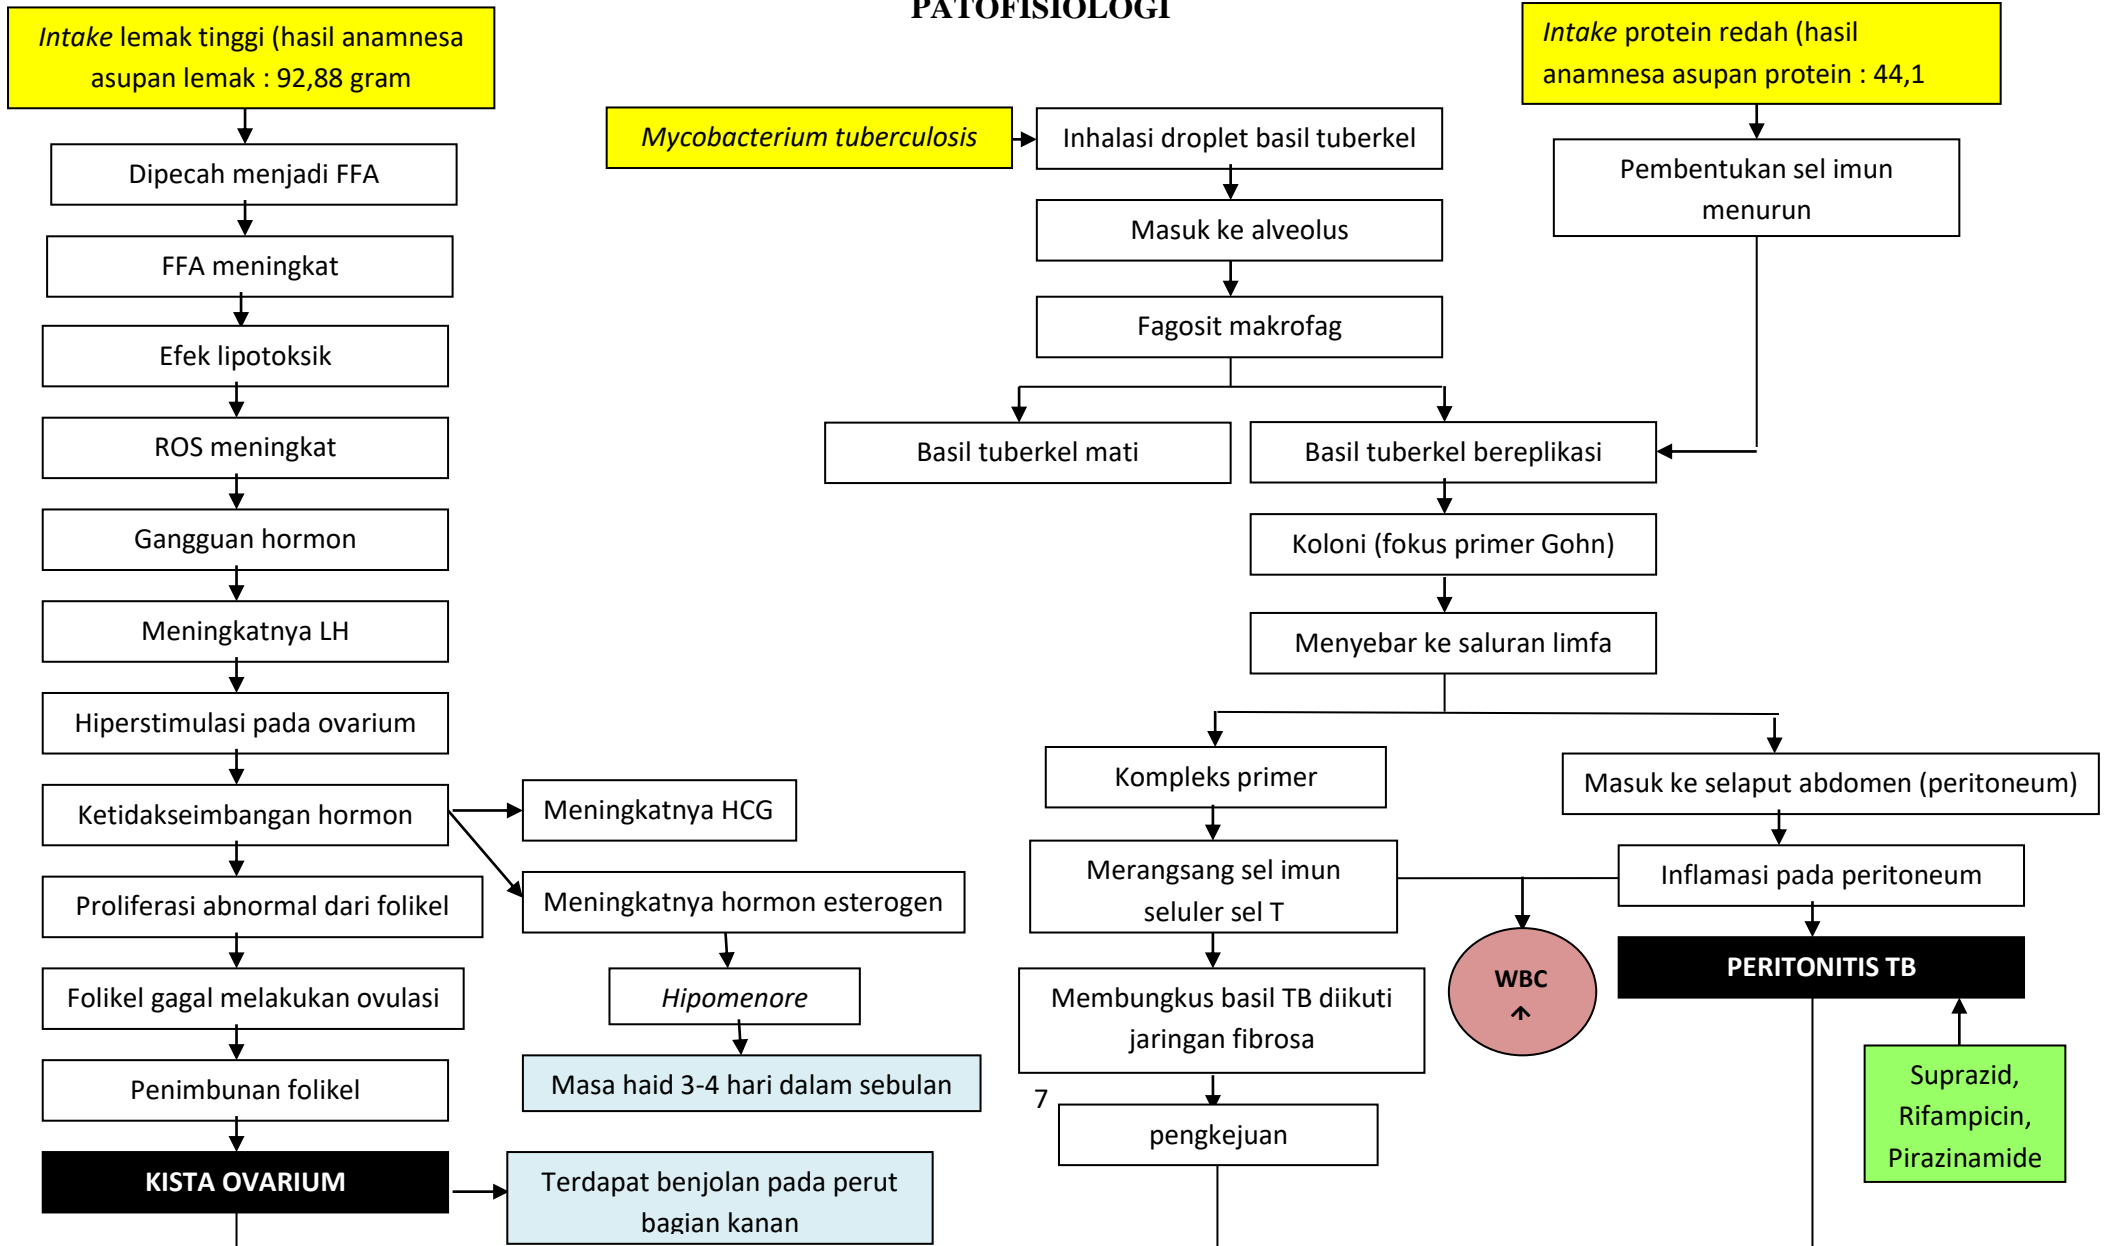 PATOFISIOLOGI
Intake lemak tinggi (hasil anamnesa
asupan lemak : 92,88 gram
Dipecah menjadi FFA
FFA meningkat
Efek lipotoksik
ROS meningkat
Gangguan hormon
Meningkatnya LH
Hiperstimulasi pada ovarium
Ketidakseimbangan hormon
Proliferasi abnormal dari folikel
Folikel gagal melakukan ovulasi
Penimbunan folikel
KISTA OVARIUM
Meningkatnya HCG
Meningkatnya hormon esterogen
Hipomenore
Masa haid 3-4 hari dalam sebulan
Terdapat benjolan pada perut
bagian kanan
Mycobacterium tuberculosis
Inhalasi droplet basil tuberkel
Masuk ke alveolus
Fagosit makrofag
Basil tuberkel mati
Basil tuberkel bereplikasi
Koloni (fokus primer Gohn)
Menyebar ke saluran limfa
Kompleks primer
Merangsang sel imun
seluler sel T
Membungkus basil TB diikuti
jaringan fibrosa
7
pengkejuan
WBC
↑
Intake protein redah (hasil
anamnesa asupan protein : 44,1
Pembentukan sel imun
menurun
Masuk ke selaput abdomen (peritoneum)
Inflamasi pada peritoneum
PERITONITIS TB
Suprazid,
Rifampicin,
Pirazinamide